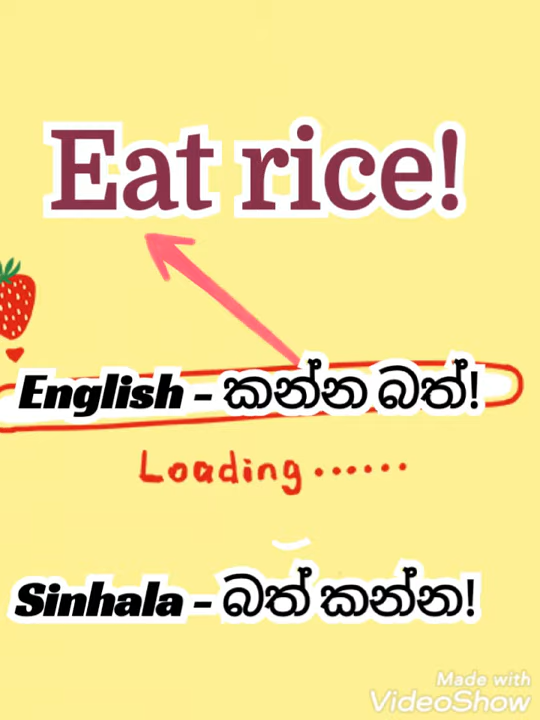 Eat rice!
English - කන්න බත්!
Loading......
Sinhala - බත් කන්න!
Made with
VideoShow